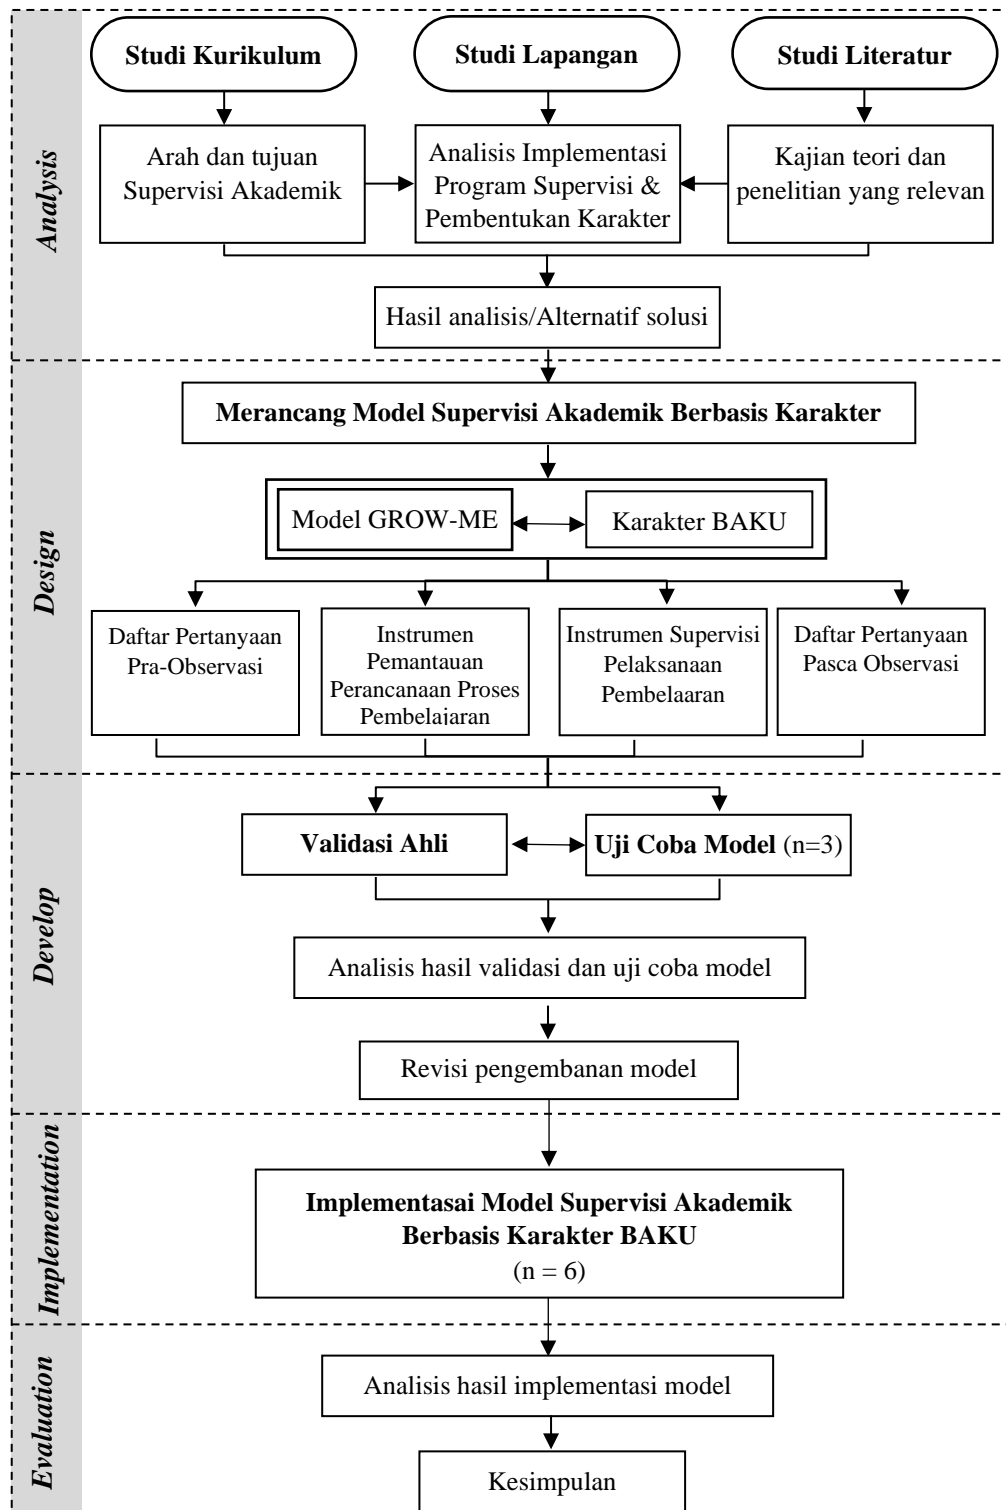 Analysis
Studi Kurikulum
Studi Lapangan
Studi Literatur
Arah dan tujuan
Supervisi Akademik
Analisis Implementasi
Program Supervisi &
Pembentukan Karakter
Kajian teori dan
penelitian yang relevan
Hasil analisis/Alternatif solusi
Design
Merancang Model Supervisi Akademik Berbasis Karakter
Model GROW-ME
Karakter BAKU
Daftar Pertanyaan
Pra-Observasi
Instrumen
Pemantauan
Perancanaan Proses
Pembelajaran
Instrumen Supervisi
Pelaksanaan
Pembelaaran
Daftar Pertanyaan
Pasca Observasi
Develop
Validasi Ahli
Uji Coba Model (n=3)
Analisis hasil validasi dan uji coba model
Revisi pengembanan model
Implementation
Implementasai Model Supervisi Akademik
Berbasis Karakter BAKU
(n = 6)
Evaluation
Analisis hasil implementasi model
Kesimpulan